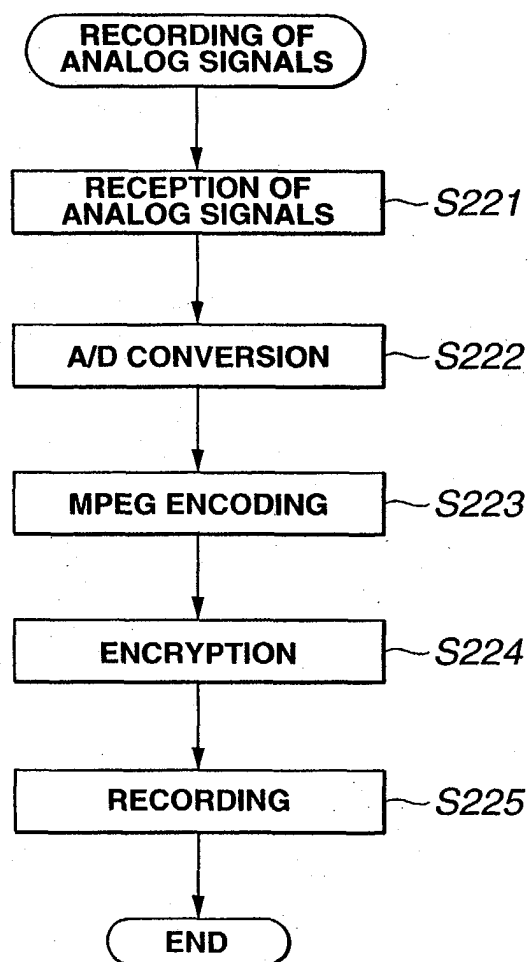 RECORDING OF
ANALOG SIGNALS
RECEPTION OF
ANALOG SIGNALS
S221
A/D CONVERSION
S222
MPEG ENCODING
S223
ENCRYPTION
S224
RECORDING
S225
END